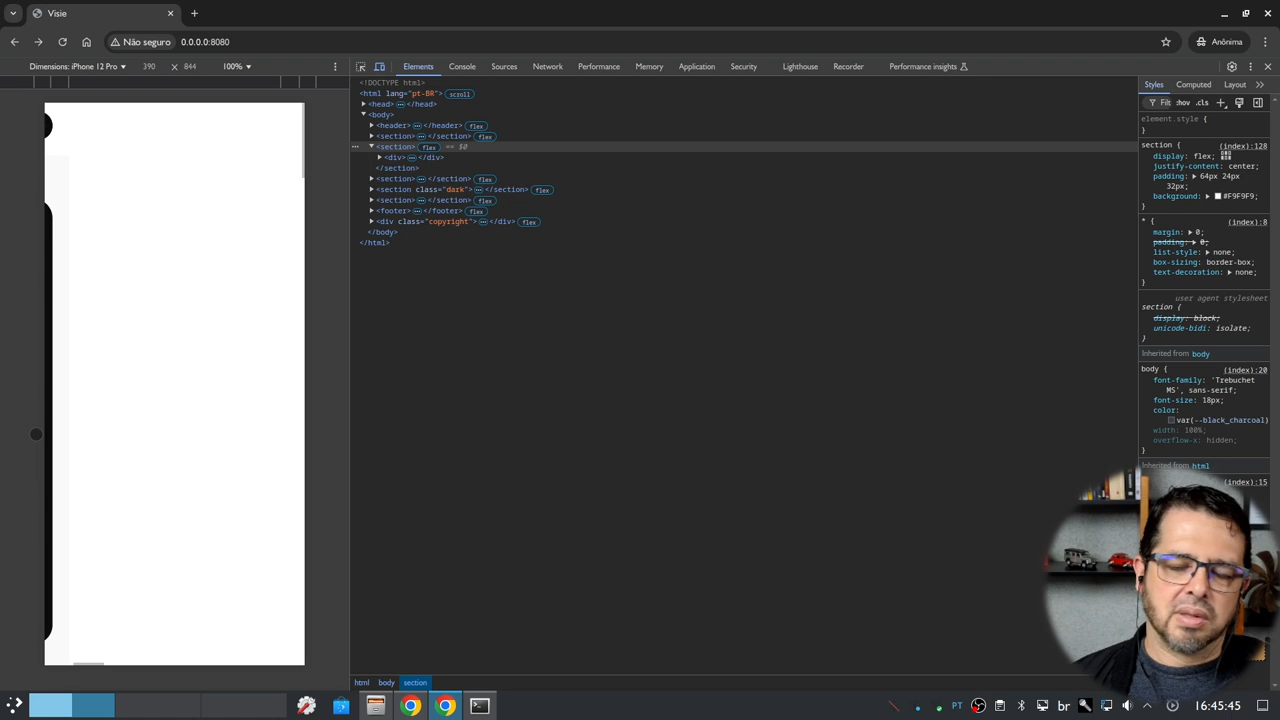 Visie
Não seguro
0.0.0.0:8080
Anônima
Dimensions: iPhone 12 Pro
390
844
100%
Elements
Console
Sources
Network
Performance
Memory
Application
Security
Lighthouse
Recorder
Performance insights
<!DOCTYPE html>
<html lang="pt-BR"> scroll
<head> </head>
<body>
<header> </header> flex
<section> </section> flex
<section> flex == $0
<div> </div>
</section>
<section> </section> flex
<section class="dark"> </section> flex
<section> </section> flex
<footer> </footer> flex
<div class="copyright"> </div> flex
</body>
</html>
Styles
Computed
Layout
Filt
:hov
.cls
element.style {
}
section { (index):128
display: flex;
justify-content: center;
padding: 64px 24px
32px;
background: #F9F9F9;
}
* { (index):8
margin: 0;
padding: 0;
list-style: none;
box-sizing: border-box;
text-decoration: none;
}
user agent stylesheet
section {
display: block;
unicode-bidi: isolate;
}
Inherited from body
body { (index):20
font-family: 'Trebuchet
MS', sans-serif;
font-size: 18px;
color:
var(--black_charcoal)
width: 100%;
overflow-x: hidden;
}
Inherited from html
(index):15
html
body
section
PT
br
16:45:45